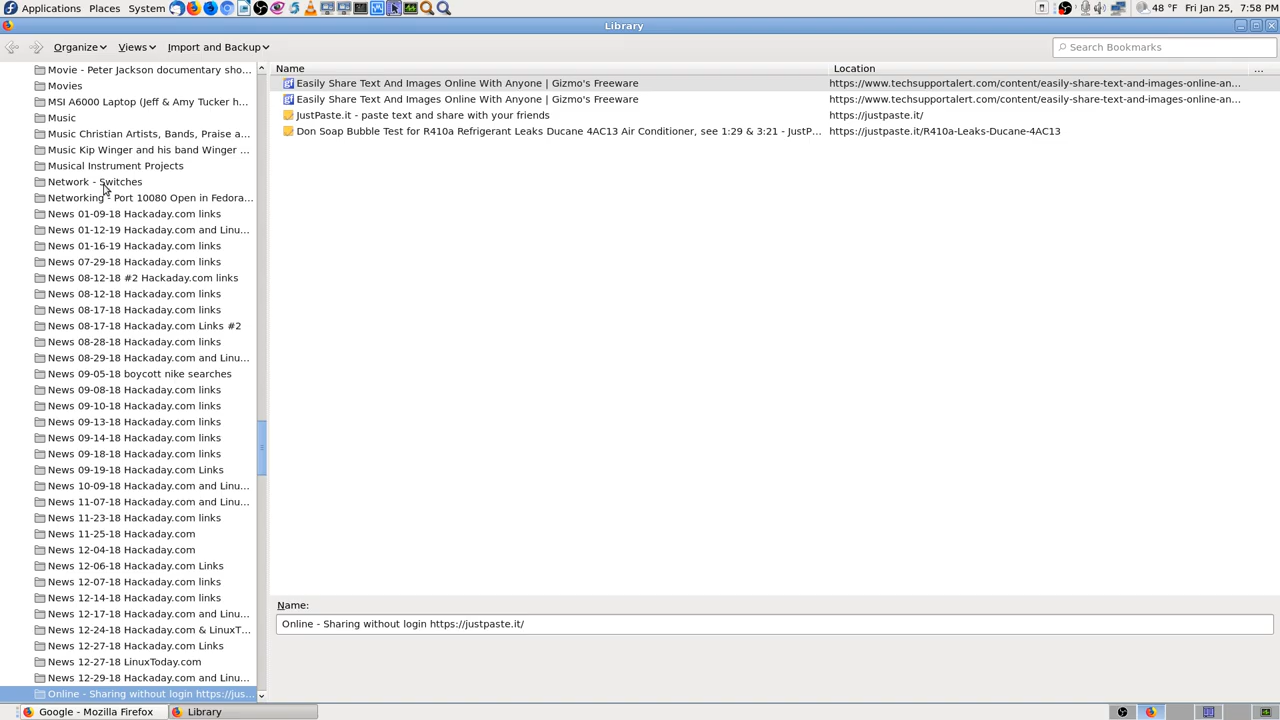 Applications Places System 48 °F Fri Jan 25, 7:58 PM
Library
Organize Views Import and Backup Search Bookmarks
Name Location ...
Easily Share Text And Images Online With Anyone | Gizmo's Freeware https://www.techsupportalert.com/content/easily-share-text-and-images-online-an...
Easily Share Text And Images Online With Anyone | Gizmo's Freeware https://www.techsupportalert.com/content/easily-share-text-and-images-online-an...
JustPaste.it - paste text and share with your friends https://justpaste.it/
Don Soap Bubble Test for R410a Refrigerant Leaks Ducane 4AC13 Air Conditioner, see 1:29 & 3:21 - JustP... https://justpaste.it/R410a-Leaks-Ducane-4AC13
Movie - Peter Jackson documentary sho...
Movies
MSI A6000 Laptop (Jeff & Amy Tucker h...
Music
Music Christian Artists, Bands, Praise a...
Music Kip Winger and his band Winger ...
Musical Instrument Projects
Network - Switches
Networking - Port 10080 Open in Fedora...
News 01-09-18 Hackaday.com links
News 01-12-19 Hackaday.com and Linu...
News 01-16-19 Hackaday.com links
News 07-29-18 Hackaday.com links
News 08-12-18 #2 Hackaday.com links
News 08-12-18 Hackaday.com links
News 08-17-18 Hackaday.com links
News 08-17-18 Hackaday.com Links #2
News 08-28-18 Hackaday.com links
News 08-29-18 Hackaday.com and Linu...
News 09-05-18 boycott nike searches
News 09-08-18 Hackaday.com links
News 09-10-18 Hackaday.com links
News 09-13-18 Hackaday.com links
News 09-14-18 Hackaday.com links
News 09-18-18 Hackaday.com links
News 09-19-18 Hackaday.com Links
News 10-09-18 Hackaday.com and Linu...
News 11-07-18 Hackaday.com and Linu...
News 11-23-18 Hackaday.com links
News 11-25-18 Hackaday.com
News 12-04-18 Hackaday.com
News 12-06-18 Hackaday.com Links
News 12-07-18 Hackaday.com links
News 12-14-18 Hackaday.com links
News 12-17-18 Hackaday.com and Linu...
News 12-24-18 Hackaday.com & LinuxT...
News 12-27-18 Hackaday.com Links
News 12-27-18 LinuxToday.com
News 12-29-18 Hackaday.com and Linu...
Online - Sharing without login https://jus...
Name:
Online - Sharing without login https://justpaste.it/
Google - Mozilla Firefox Library